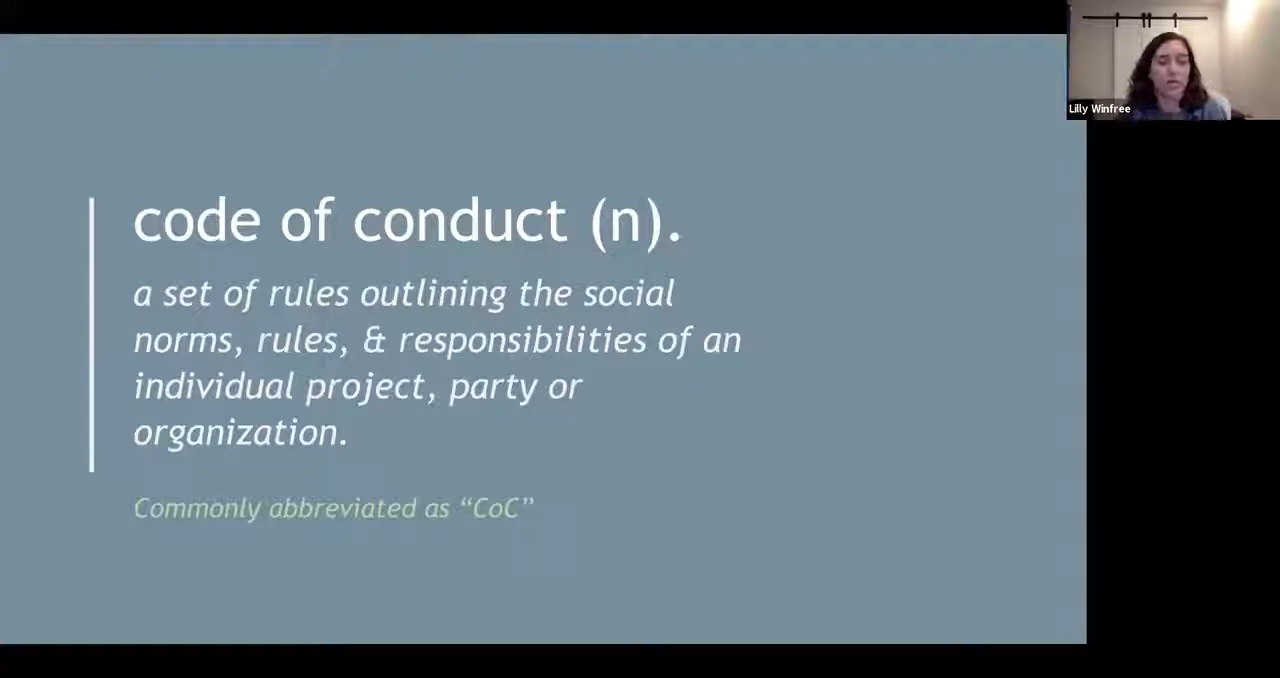 code of conduct (n).
a set of rules outlining the social
norms, rules, & responsibilities of an
individual project, party or
organization.
Commonly abbreviated as “CoC”
Lilly Winfree